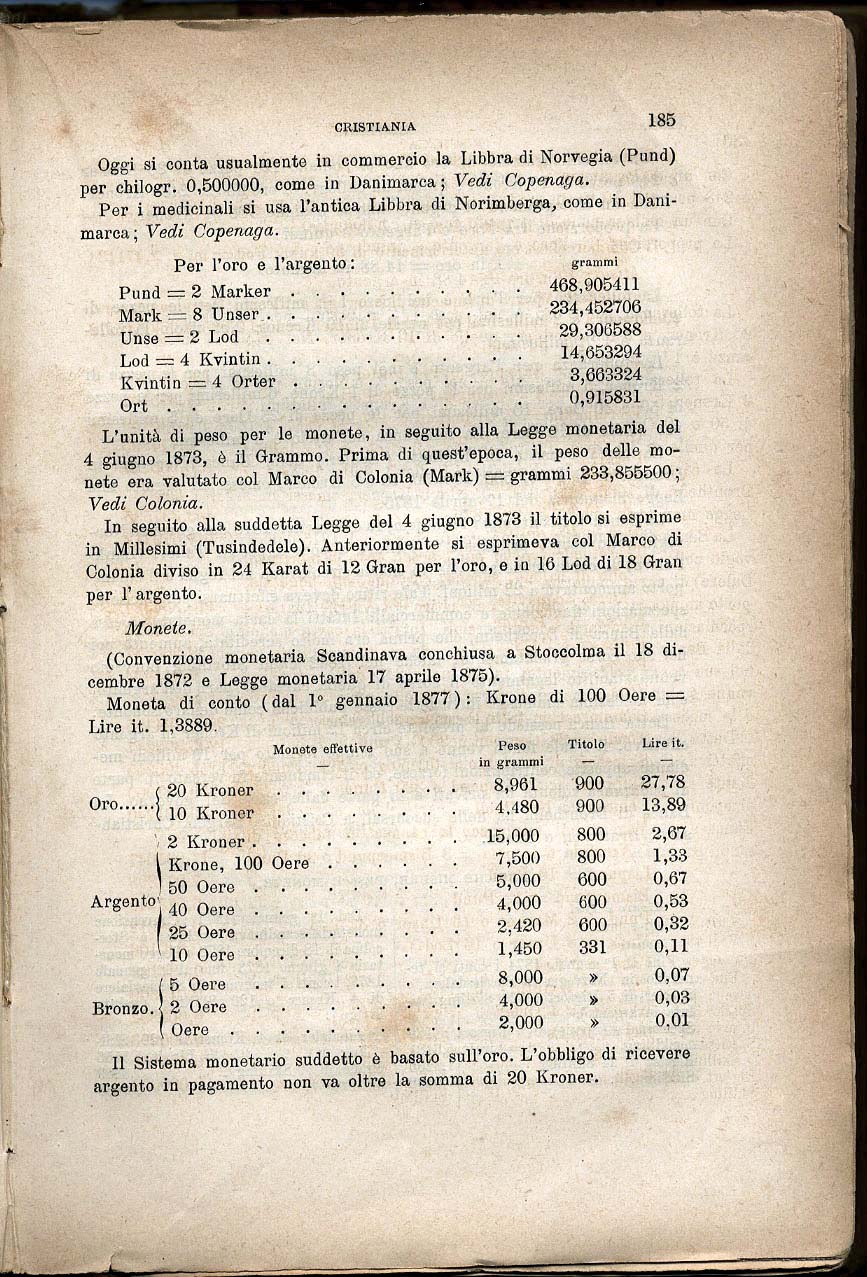 CRISTIANIA 185
Oggi si conta usualmente in commercio la Libbra di Norvegia (Pund)
per chilogr. 0,500000, come in Danimarca; Vedi Copenaga.
Per i medicinali si usa l'antica Libbra di Norimberga, come in Dani-
marca; Vedi Copenaga.
Per l'oro e l'argento: grammi
Pund = 2 Marker . . . . . . . . . . 468,905411
Mark = 8 Unser . . . . . . . . . . . 234,452706
Unse = 2 Lod . . . . . . . . . . . 29,306588
Lod = 4 Kvintin . . . . . . . . . . . 14,653294
Kvintin = 4 Orter . . . . . . . . . . 3,663324
Ort . . . . . . . . . . . . . . . 0,915831
L'unità di peso per le monete, in seguito alla Legge monetaria del
4 giugno 1873, è il Grammo. Prima di quest'epoca, il peso delle mo-
nete era valutato col Marco di Colonia (Mark) = grammi 233,855500;
Vedi Colonia.
In seguito alla suddetta Legge del 4 giugno 1873 il titolo si esprime
in Millesimi (Tusindedele). Anteriormente si esprimeva col Marco di
Colonia diviso in 24 Karat di 12 Gran per l'oro, e in 16 Lod di 18 Gran
per l'argento.
Monete.
(Convenzione monetaria Scandinava conchiusa a Stoccolma il 18 di-
cembre 1872 e Legge monetaria 17 aprile 1875).
Moneta di conto (dal 1° gennaio 1877): Krone di 100 Oere =
Lire it. 1,3889.
Monete effettive Peso Titolo Lire it.
— in grammi — —
Oro...... 20 Kroner . . . . . . . . 8,961 900 27,78
10 Kroner . . . . . . . . 4,480 900 13,89
2 Kroner . . . . . . . . . 15,000 800 2,67
Krone, 100 Oere . . . . . . 7,500 800 1,33
50 Oere . . . . . . . . . 5,000 600 0,67
Argento 40 Oere . . . . . . . . . 4,000 600 0,53
25 Oere . . . . . . . . . 2,420 600 0,32
10 Oere . . . . . . . . . 1,450 331 0,11
5 Oere . . . . . . . . . 8,000 » 0,07
Bronzo. 2 Oere . . . . . . . . . 4,000 » 0,03
Oere . . . . . . . . . . 2,000 » 0,01
Il Sistema monetario suddetto è basato sull'oro. L'obbligo di ricevere
argento in pagamento non va oltre la somma di 20 Kroner.